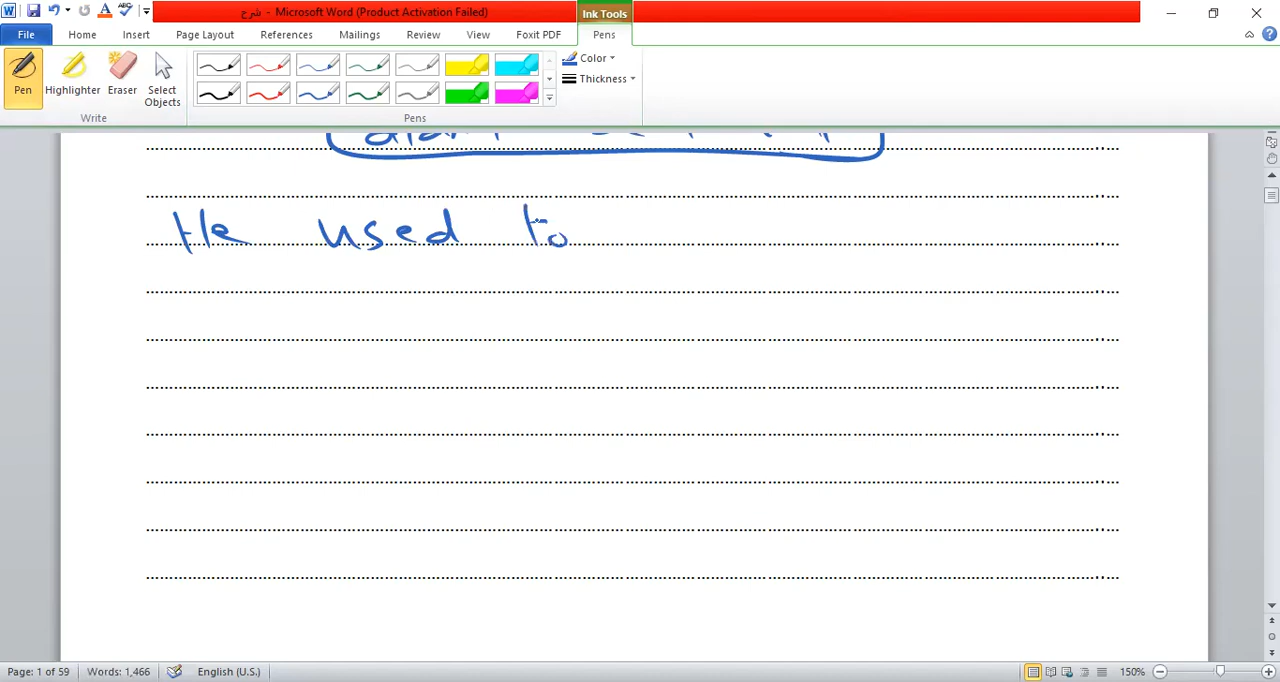 شرح - Microsoft Word (Product Activation Failed)
Ink Tools
File Home Insert Page Layout References Mailings Review View Foxit PDF Pens
Pen Highlighter Eraser Select Objects
Color
Thickness
Write Pens
He used to
Page: 1 of 59 Words: 1,466 English (U.S.) 150%